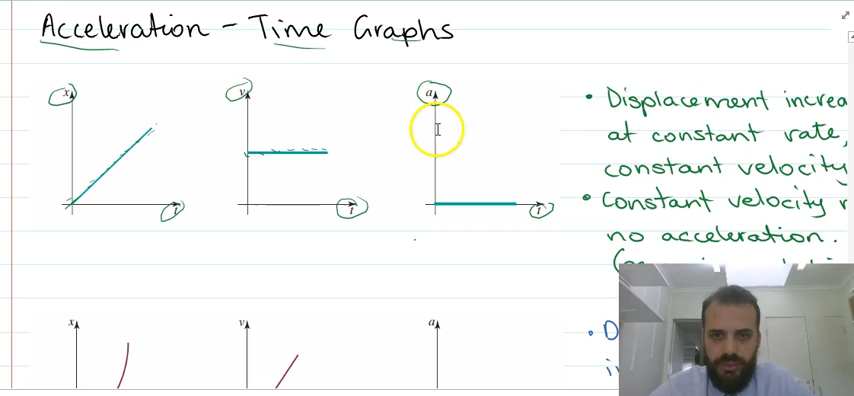 Acceleration - Time Graphs
x v a
t t t
• Displacement increa
at constant rate,
constant velocity
• Constant velocity
no acceleration.
x v a